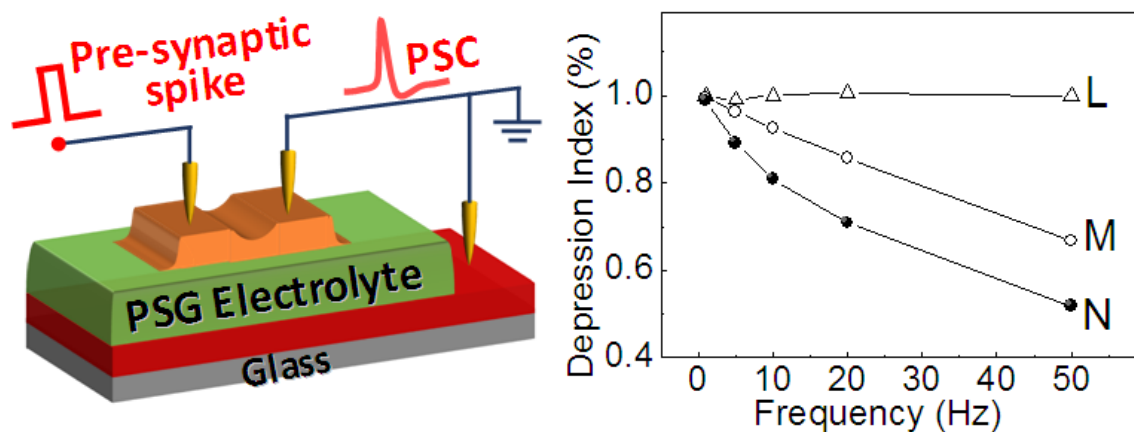 Pre-synaptic
spike
PSC
PSG Electrolyte
Glass
Depression Index (%)
1.0
0.8
0.6
0.4
L
M
N
0 10 20 30 40 50
Frequency (Hz)